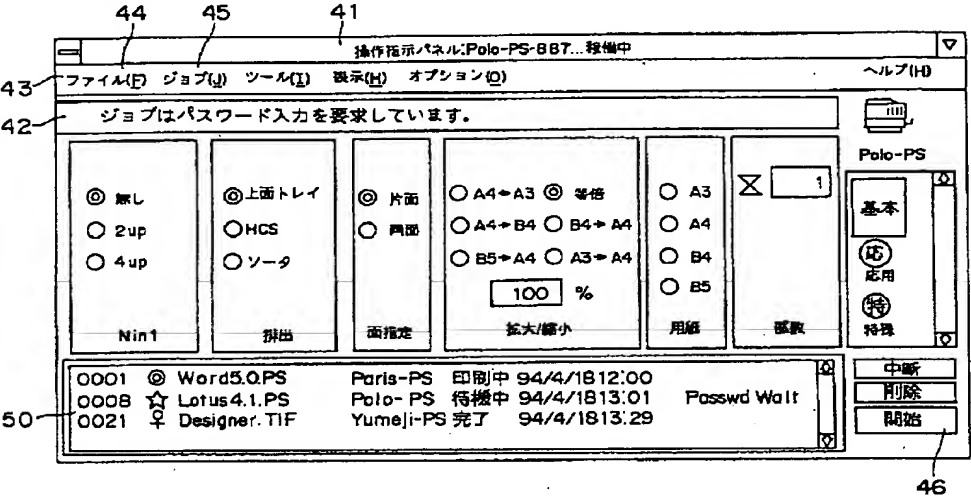 44 45 41
操作指示パネル:Polo-PS-887...稼働中
43 ファイル(F) ジョブ(J) ツール(I) 表示(H) オプション(O) ヘルプ(H)
42 ジョブはパスワード入力を要求しています。
Polo-PS
無し 上面トレイ 片面 A4→A3 等倍 A3 1 基本
2up HCS 両面 A4→B4 B4→A4 A4
4up ソータ B5→A4 A3→A4 B4 応 応用
100 % B5 特 特殊
Nin1 排出 面指定 拡大/縮小 用紙 部数
0001 Word5.0.PS Paris-PS 印刷中 94/4/18 12:00 中断
0008 Lotus4.1.PS Polo-PS 待機中 94/4/18 13:01 Passwd Wait 削除
50 0021 Designer.TIF Yumeji-PS 完了 94/4/18 13:29 開始
46